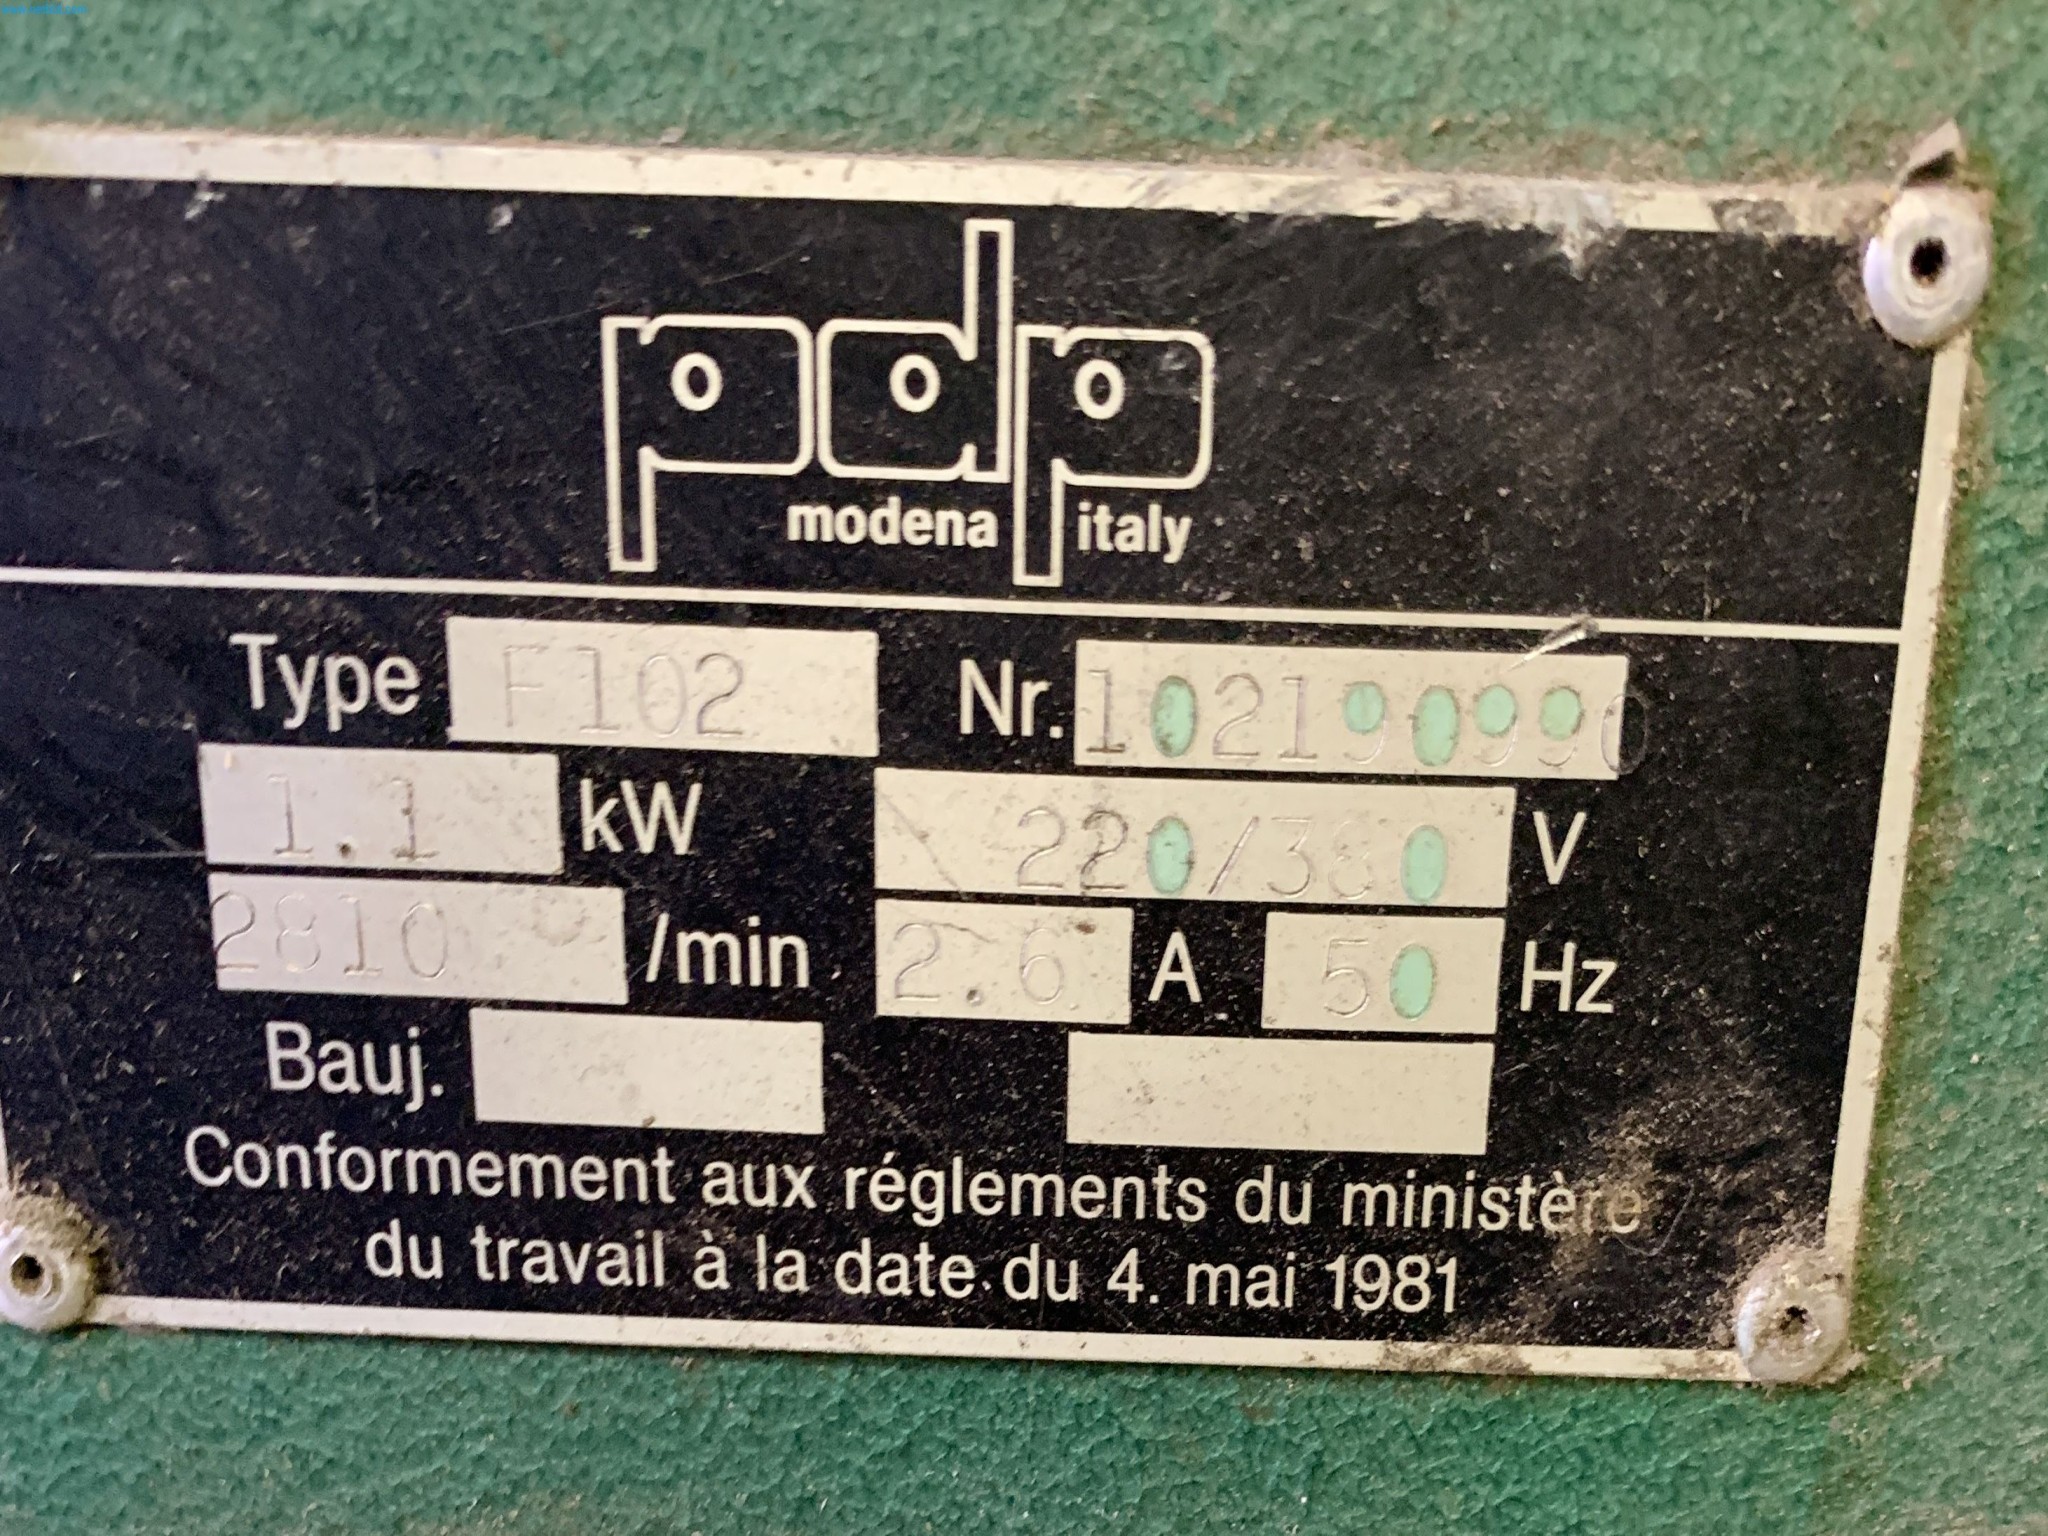 pdp
modena italy
Type F102 Nr. 1021909990
1.1 kW 220/380 V
2810 /min 2.6 A 50 Hz
Bauj.
Conformement aux réglements du ministère
du travail à la date du 4. mai 1981